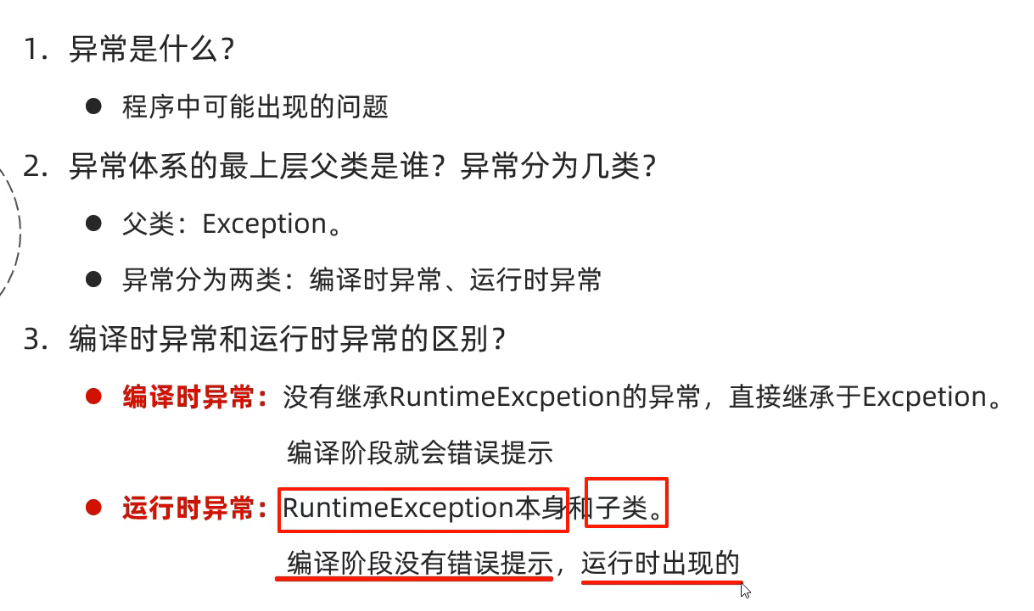 1. 异常是什么？
● 程序中可能出现的问题
2. 异常体系的最上层父类是谁？异常分为几类？
● 父类：Exception。
● 异常分为两类：编译时异常、运行时异常
3. 编译时异常和运行时异常的区别？
● 编译时异常：没有继承RuntimeExcpetion的异常，直接继承于Excpetion。
编译阶段就会错误提示
● 运行时异常：RuntimeException本身和子类。
编译阶段没有错误提示，运行时出现的